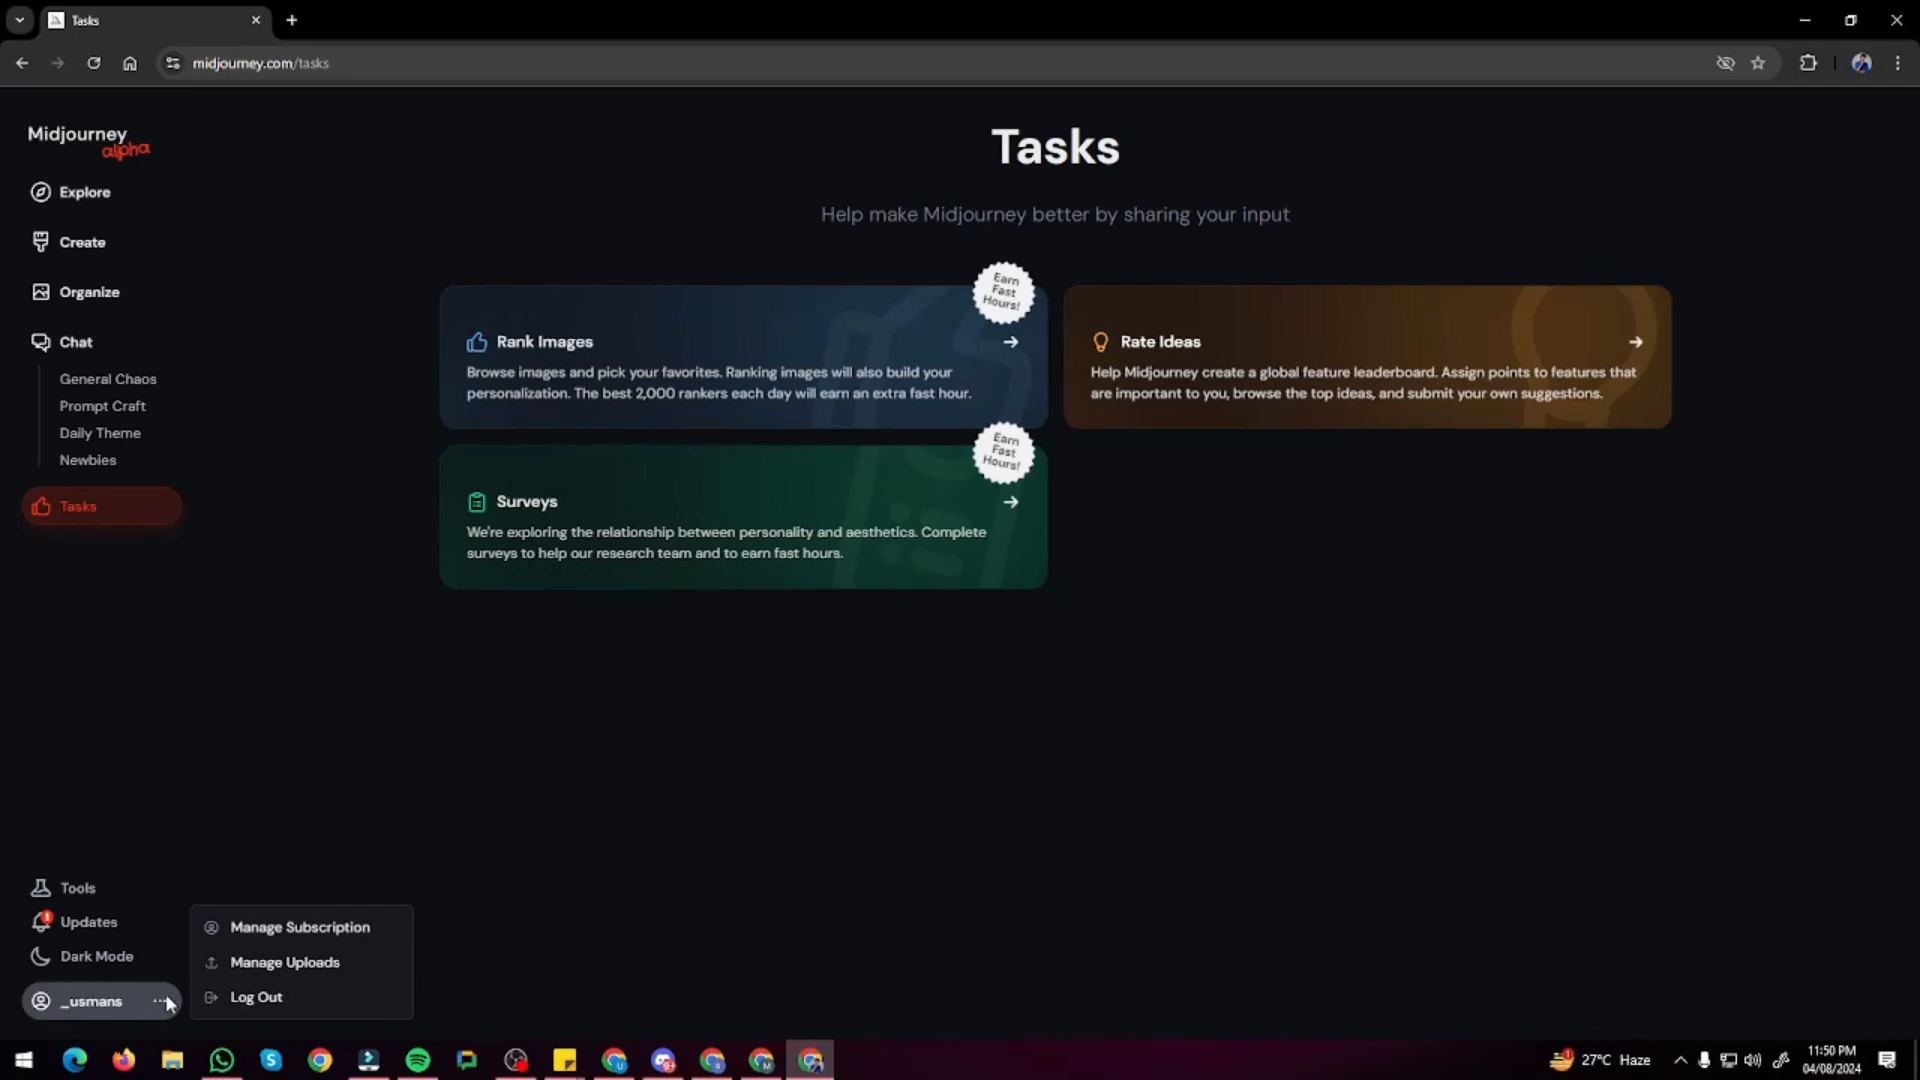 Tasks
midjourney.com/tasks
Midjourney
alpha
Explore
Create
Organize
Chat
General Chaos
Prompt Craft
Daily Theme
Newbies
Tasks
Tasks
Help make Midjourney better by sharing your input
Earn
Fast
Hours!
Rank Images
Browse images and pick your favorites. Ranking images will also build your
personalization. The best 2,000 rankers each day will earn an extra fast hour.
Rate Ideas
Help Midjourney create a global feature leaderboard. Assign points to features that
are important to you, browse the top ideas, and submit your own suggestions.
Earn
Fast
Hours!
Surveys
We're exploring the relationship between personality and aesthetics. Complete
surveys to help our research team and to earn fast hours.
Tools
1
Updates
Dark Mode
_usmans
Manage Subscription
Manage Uploads
Log Out
27°C Haze
11:50 PM
04/08/2024